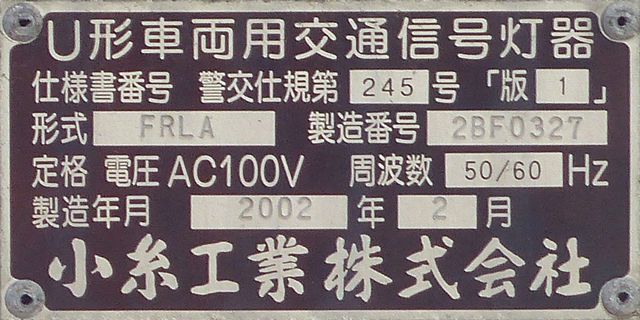 U形車両用交通信号灯器
仕様書番号 警交仕規第 245 号 「版 1 」
形式 FRLA 製造番号 2BF0327
定格 電圧 AC100V 周波数 50/60 Hz
製造年月 2002 年 2 月
小糸工業株式会社